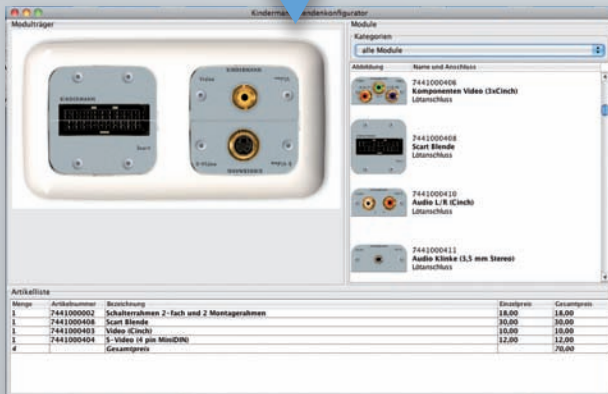 Kindermann Blendenkonfigurator
Modulträger
Module
Kategorien
alle Module
Abbildung Name und Anschluss
KINDERMANN
KINDERMANN
Video
Scart
S-Video
KINDERMANN
7441000406
Komponenten Video (3xCinch)
Lötanschluss
7441000408
Scart Blende
Lötanschluss
7441000410
Audio L/R (Cinch)
Lötanschluss
7441000411
Audio Klinke (3,5 mm Stereo)
Lötanschluss
Artikelliste
Menge Artikelnummer Bezeichnung Einzelpreis Gesamtpreis
1 7441000002 Schalterrahmen 2-fach und 2 Montagerahmen 18,00 18,00
1 7441000408 Scart Blende 30,00 30,00
1 7441000403 Video (Cinch) 10,00 10,00
1 7441000404 S-Video (4 pin MiniDIN) 12,00 12,00
4 Gesamtpreis 70,00